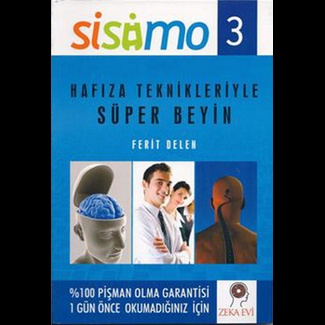 sisimo 3
HAFIZA TEKNİKLERİYLE
SÜPER BEYİN
FERİT DELEN
%100 PİŞMAN OLMA GARANTİSİ
1 GÜN ÖNCE OKUMADIĞINIZ İÇİN
ZEKA EVİ